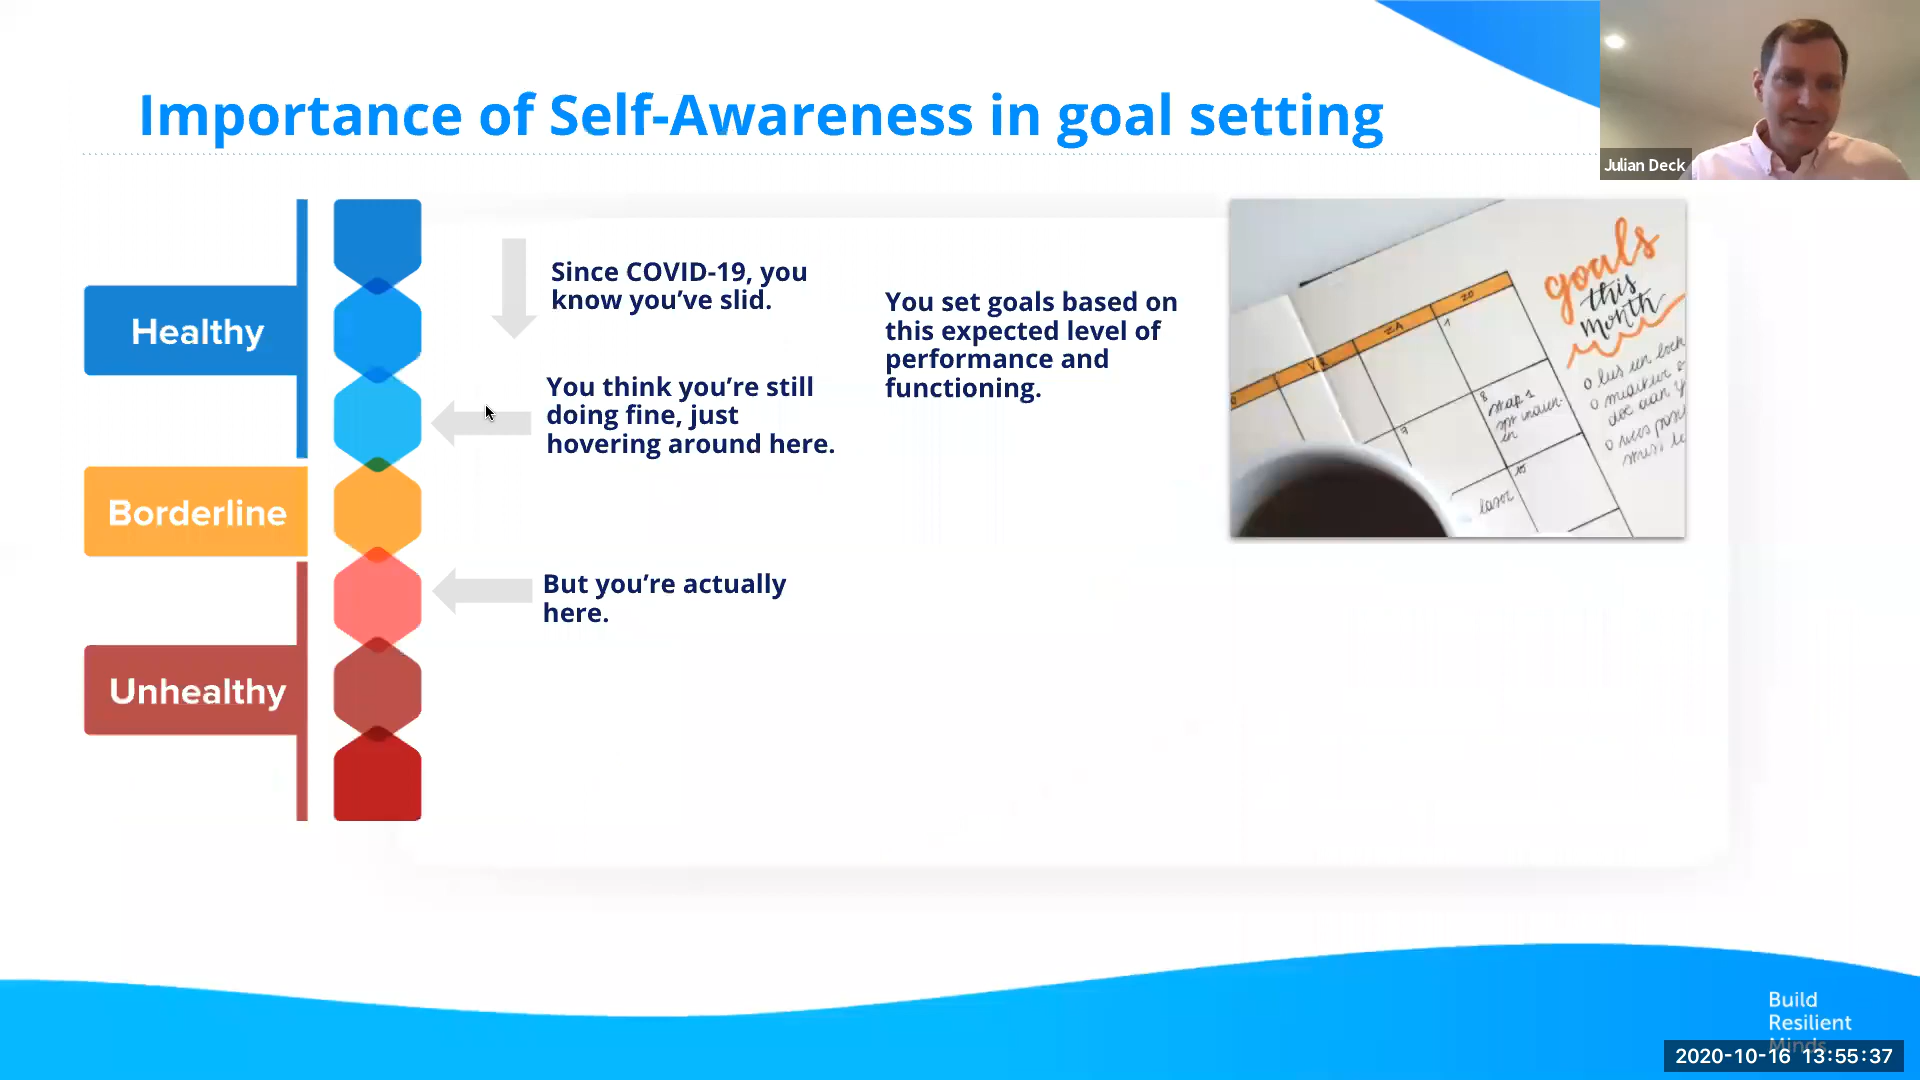 Importance of Self-Awareness in goal setting
Julian Deck
Healthy
Borderline
Unhealthy
Since COVID-19, you
know you’ve slid.
You think you’re still
doing fine, just
hovering around here.
But you’re actually
here.
You set goals based on
this expected level of
performance and
functioning.
goals
this
month
Build
Resilient
Minds
2020-10-16 13:55:37